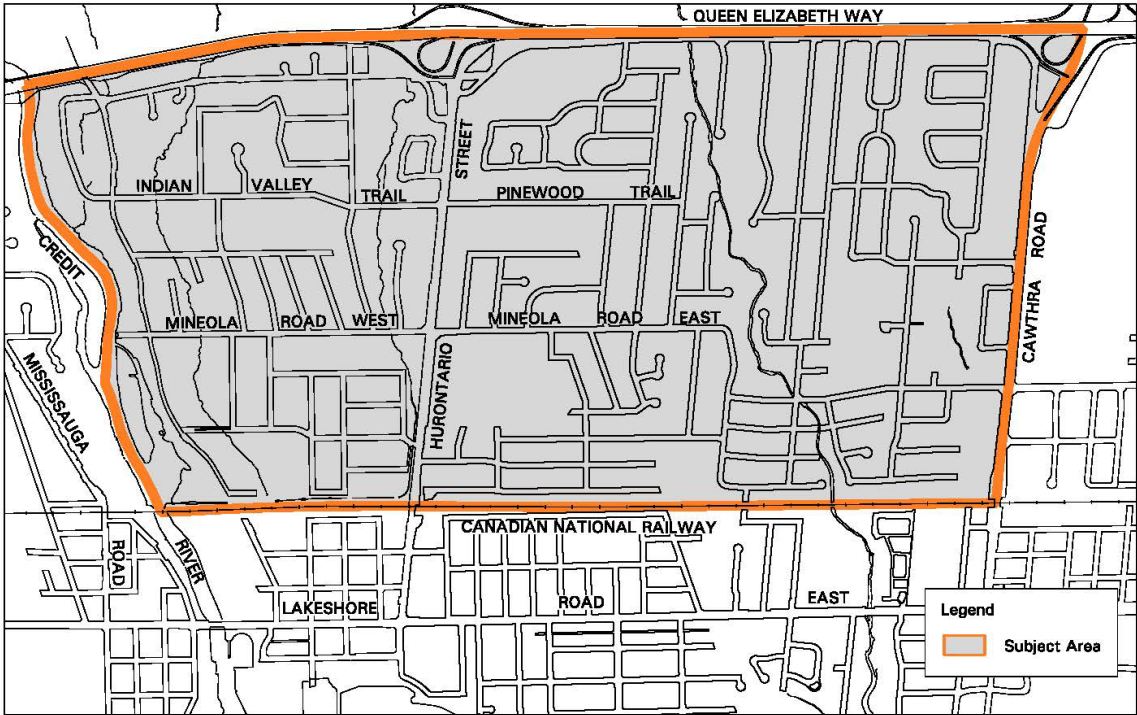 QUEEN ELIZABETH WAY
STREET
INDIAN VALLEY TRAIL PINEWOOD TRAIL
CREDIT
ROAD
CAWTHRA
MINEOLA ROAD WEST MINEOLA ROAD EAST
MISSISSAUGA
HURONTARIO
CANADIAN NATIONAL RAILWAY
ROAD
RIVER
LAKESHORE ROAD EAST
Legend
Subject Area